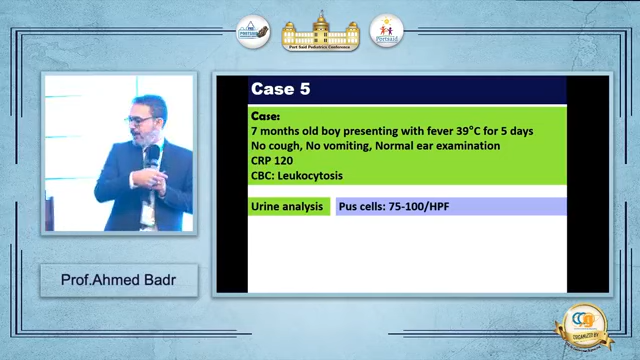 Port Said Pediatrics Conference
Case 5
Case:
7 months old boy presenting with fever 39°C for 5 days
No cough, No vomiting, Normal ear examination
CRP 120
CBC: Leukocytosis
Urine analysis
Pus cells: 75-100/HPF
Prof.Ahmed Badr
ORGANIZED BY